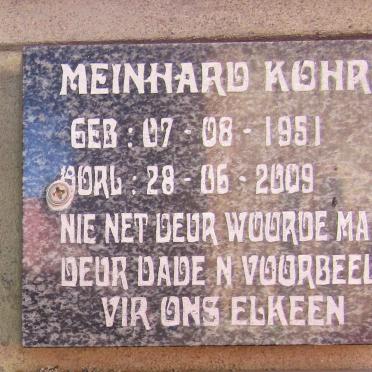 MEINHARD KOHR
GEB : 07 - 08 - 1951
OORL : 28 - 06 - 2009
NIE NET DEUR WOORDE MA
DEUR DADE N VOORBEEL
VIR ONS ELKEEN